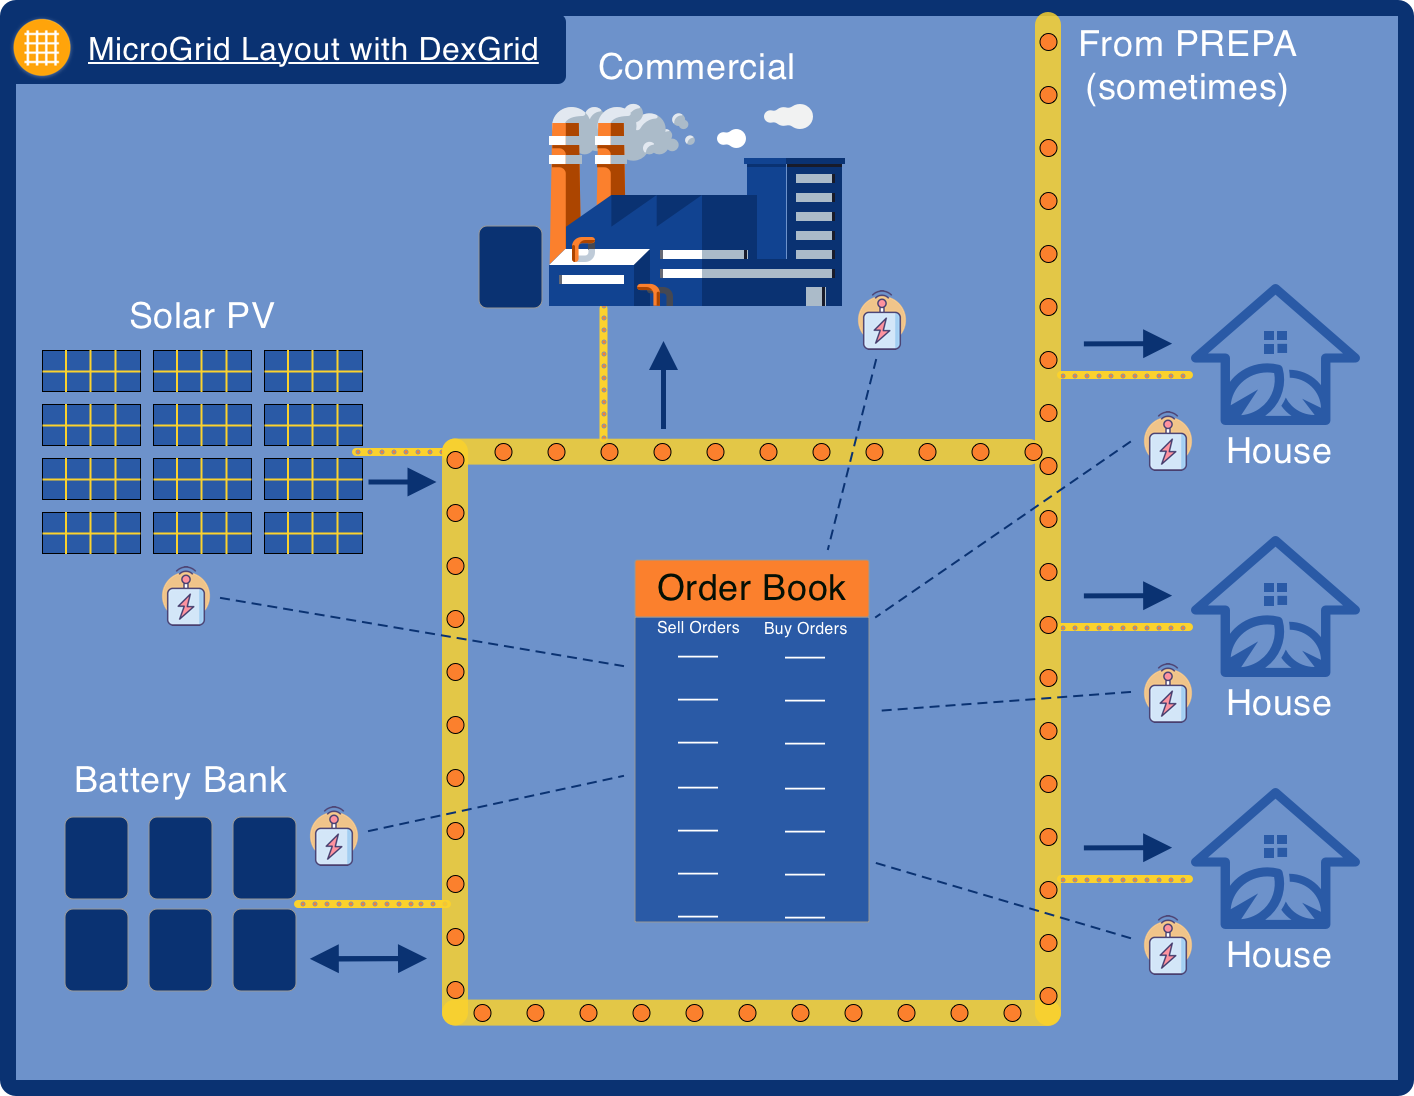 MicroGrid Layout with DexGrid
Commercial
From PREPA
(sometimes)
Solar PV
House
Order Book
Sell Orders Buy Orders
House
Battery Bank
House